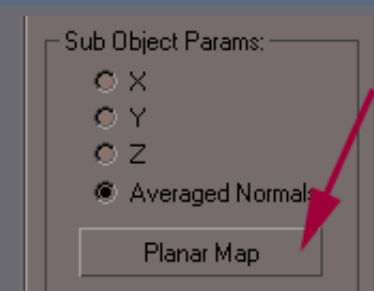 Sub Object Params:
X
Y
Z
Averaged Normals
Planar Map